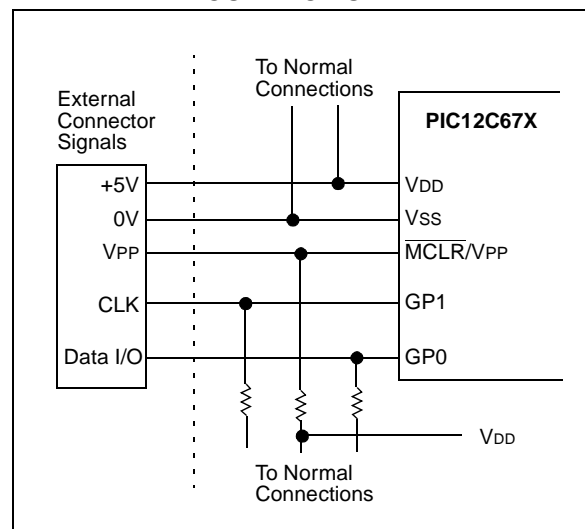 To Normal
Connections
External
Connector
Signals
PIC12C67X
+5V
VDD
0V
VSS
VPP
MCLR/VPP
CLK
GP1
Data I/O
GP0
VDD
To Normal
Connections